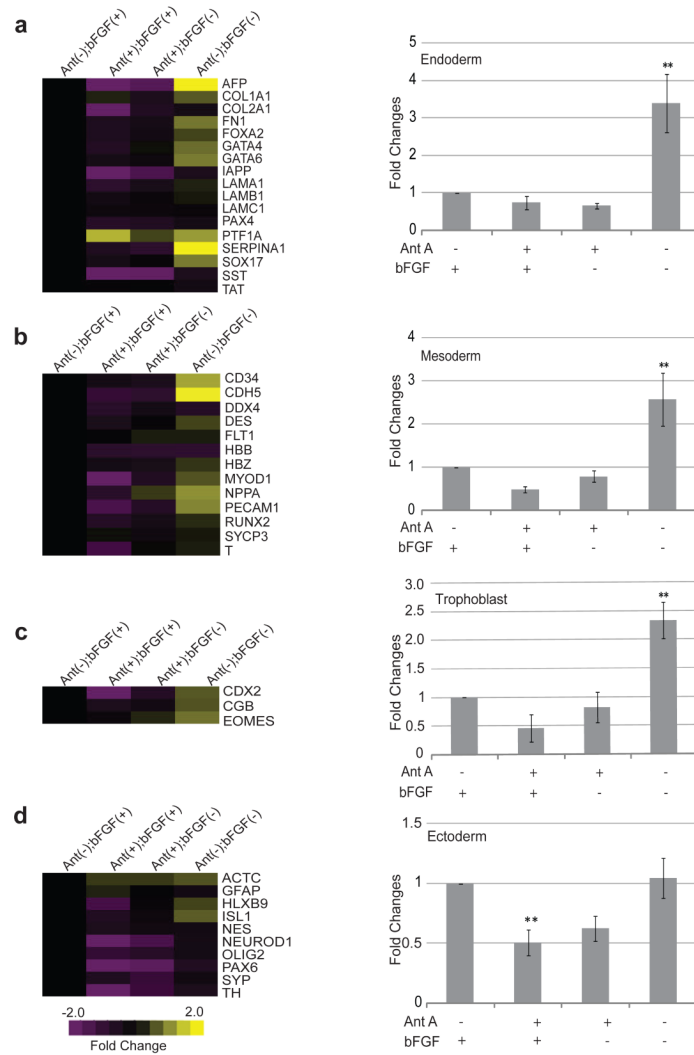 a
Ant(-);bFGF(+)
Ant(+);bFGF(+)
Ant(+);bFGF(-)
Ant(-);bFGF(-)
AFP
COL1A1
COL2A1
FN1
FOXA2
GATA4
GATA6
IAPP
LAMA1
LAMB1
LAMC1
PAX4
PTF1A
SERPINA1
SOX17
SST
TAT
Endoderm
Fold Changes
5
4
3
2
1
0
**
Ant A - + + -
bFGF + + - -
b
Ant(-);bFGF(+)
Ant(+);bFGF(+)
Ant(+);bFGF(-)
Ant(-);bFGF(-)
CD34
CDH5
DDX4
DES
FLT1
HBB
HBZ
MYOD1
NPPA
PECAM1
RUNX2
SYCP3
T
Mesoderm
Fold Changes
4
3
2
1
0
**
Ant A - + + -
bFGF + + - -
c
Ant(-);bFGF(+)
Ant(+);bFGF(+)
Ant(+);bFGF(-)
Ant(-);bFGF(-)
CDX2
CGB
EOMES
Trophoblast
Fold Changes
3.0
2.5
2.0
1.5
1.0
0.5
0
**
Ant A - + + -
bFGF + + - -
d
Ant(-);bFGF(+)
Ant(+);bFGF(+)
Ant(+);bFGF(-)
Ant(-);bFGF(-)
ACTC
GFAP
HLXB9
ISL1
NES
NEUROD1
OLIG2
PAX6
SYP
TH
-2.0 2.0
Fold Change
Ectoderm
Fold Changes
1.5
1
0.5
0
**
Ant A - + + -
bFGF + + - -